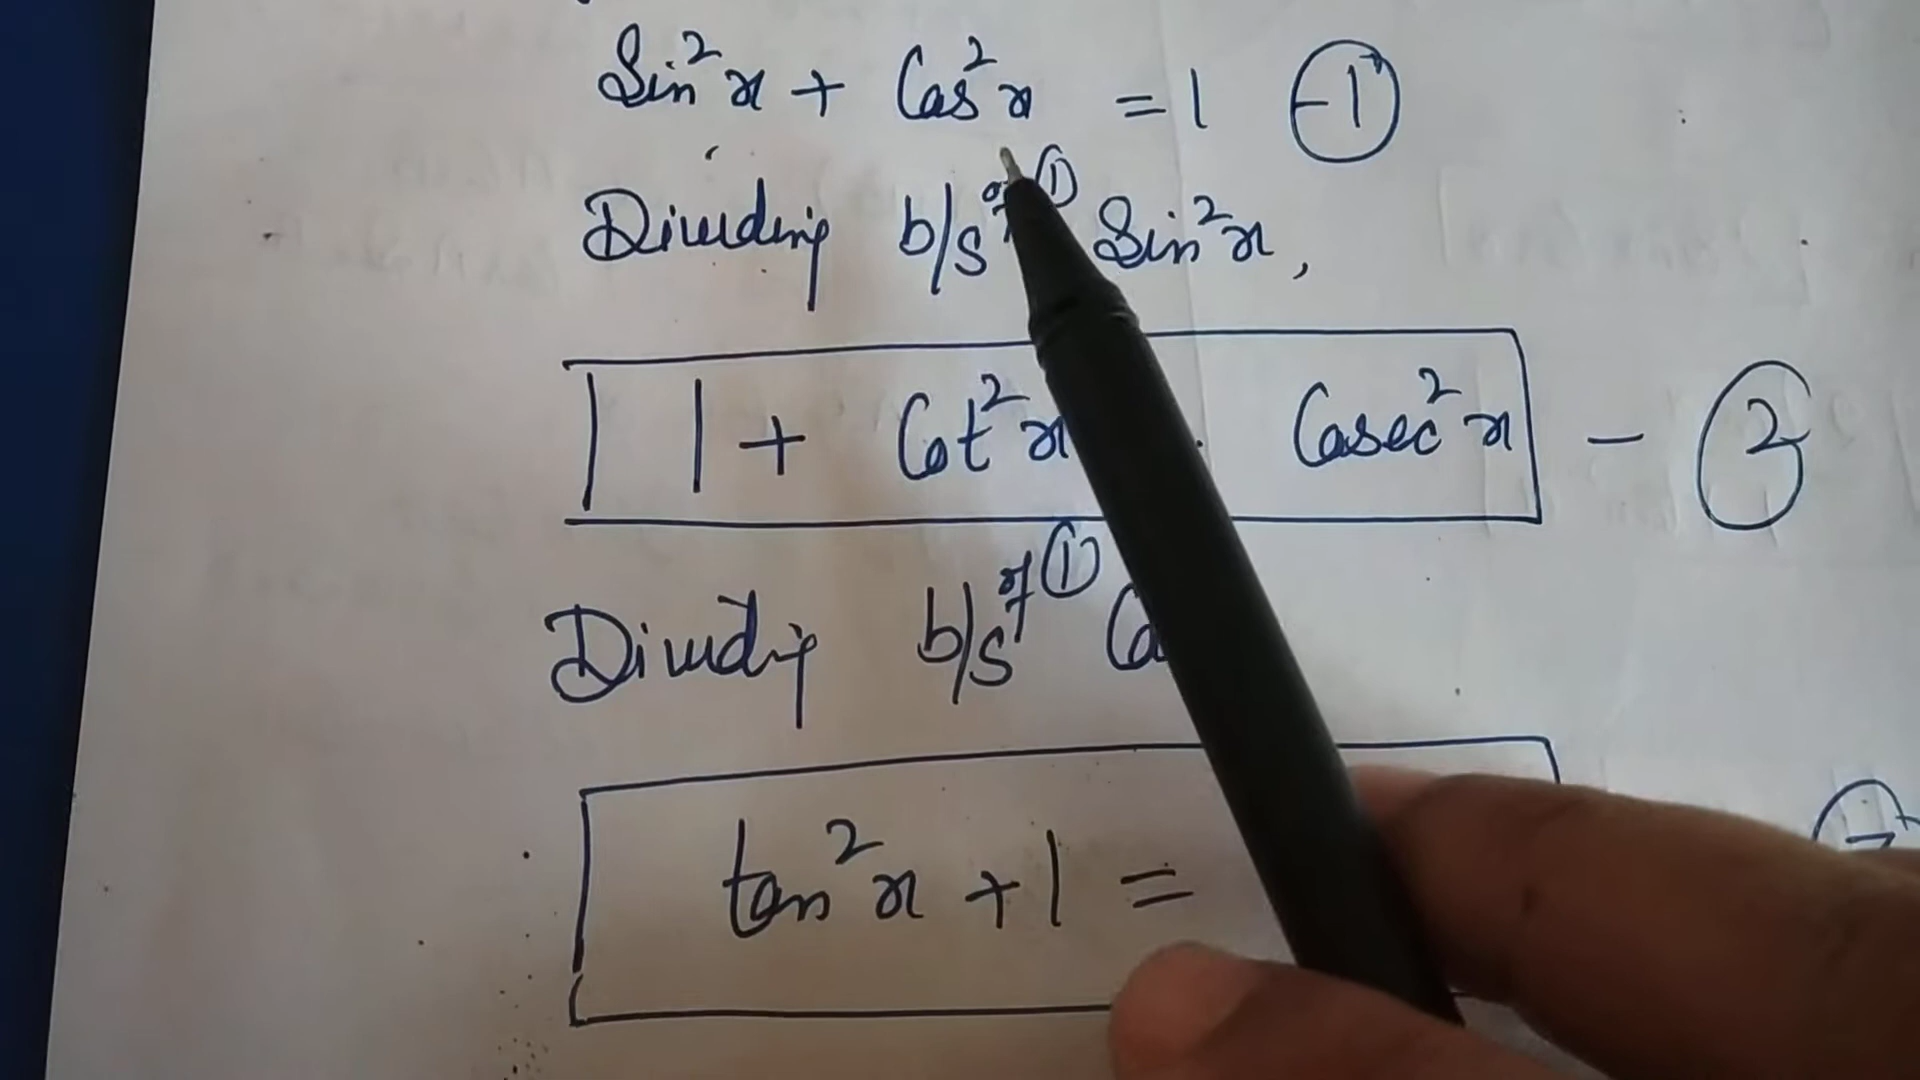 Sin²x + Cos²x = 1 -①
Dividing b/s of ① Sin²x,
1 + Cot²x Cosec²x - ②
Dividing b/s of ①
tan²x + 1 =